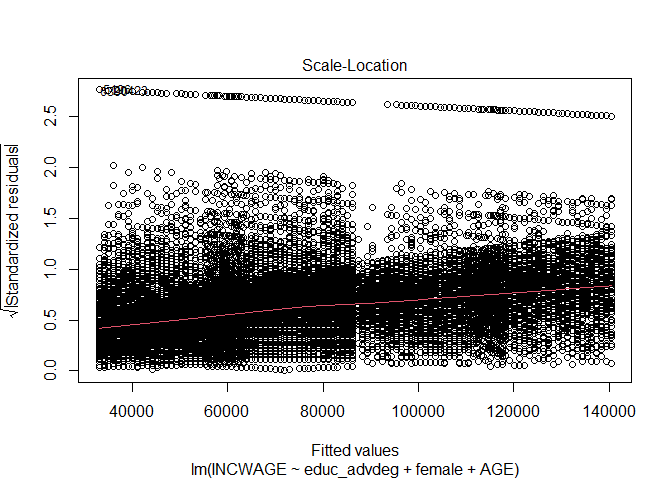 Scale-Location
√|Standardized residuals|
2.5
2.0
1.5
1.0
0.5
0.0
40000 60000 80000 100000 120000 140000
Fitted values
lm(INCWAGE ~ educ_advdeg + female + AGE)